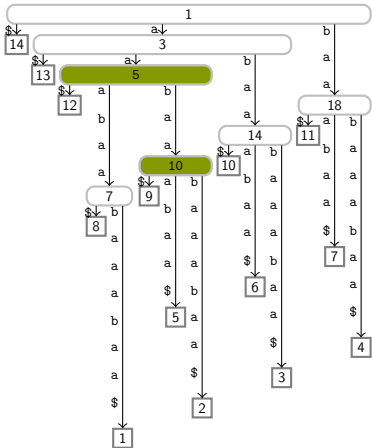 1
$ a b
14 3
$ a b a
13 5
$ a b a a
12 18
b a a $ a b
14 11
a a $ a b b a
10 10
a $ a b b a a a
7 9
$ b b a a a a a
8
a a a a a $ b
7
a a a $ b a
6
a $ b a a
5
b a a $
4
a a $
3
a $
2
$
1